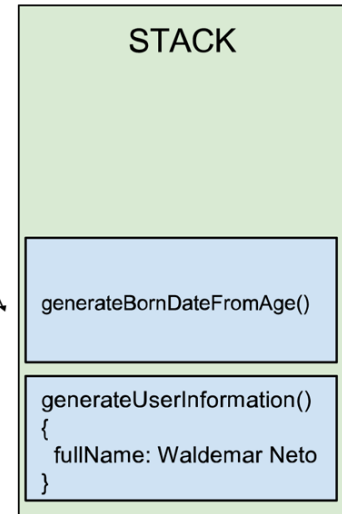 STACK
generateBornDateFromAge()
generateUserInformation()
{
fullName: Waldemar Neto
}